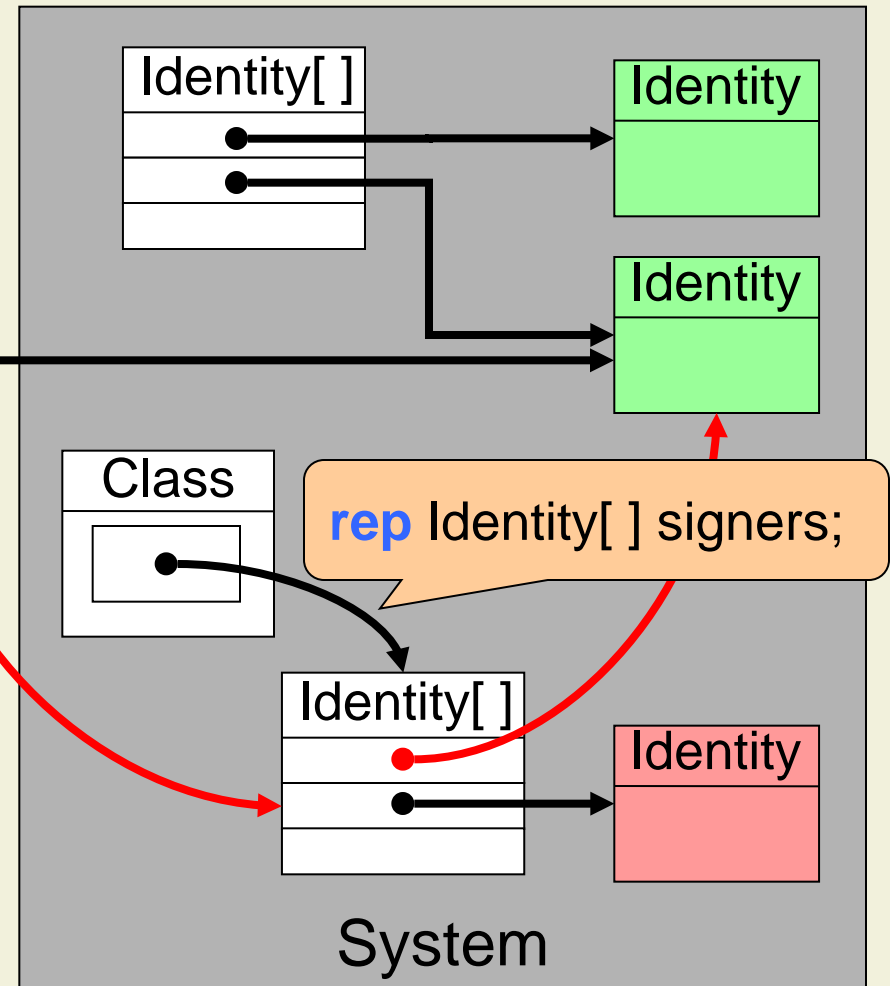 Identity[ ]
Identity
Identity
Class
rep Identity[ ] signers;
Identity[ ]
Identity
System